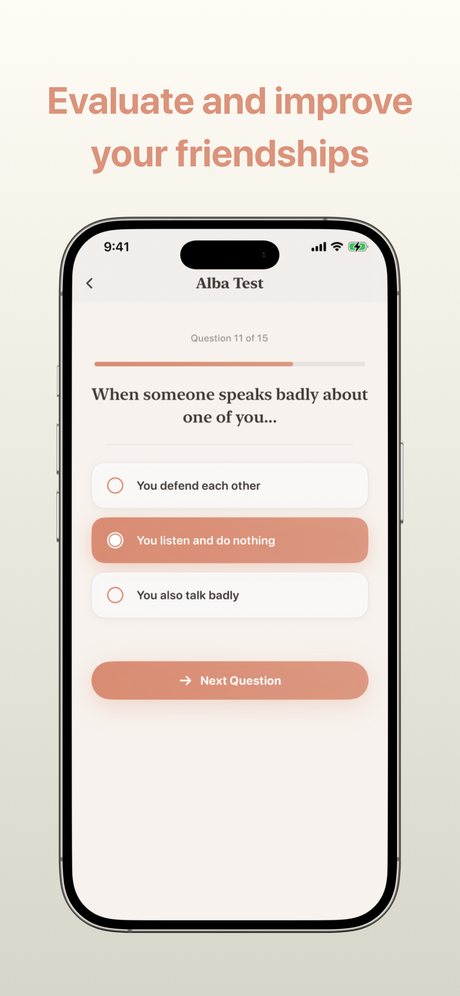 Evaluate and improve
your friendships
9:41
Alba Test
Question 11 of 15
When someone speaks badly about
one of you...
You defend each other
You listen and do nothing
You also talk badly
Next Question